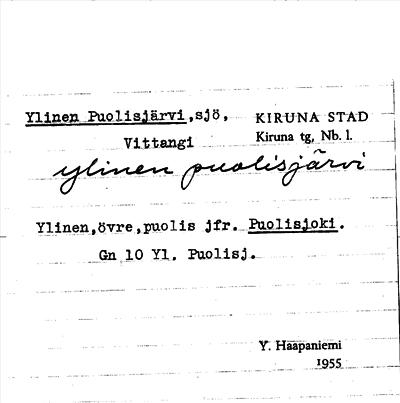 Ylinen Puolisjärvi, sjö, KIRUNA STAD
Vittangi Kiruna tg, Nb. l.
ylinen puolisjärvi
Ylinen, övre, puolis jfr. Puolisjoki.
Gn 10 Yl. Puolisj.
Y. Haapaniemi
1955